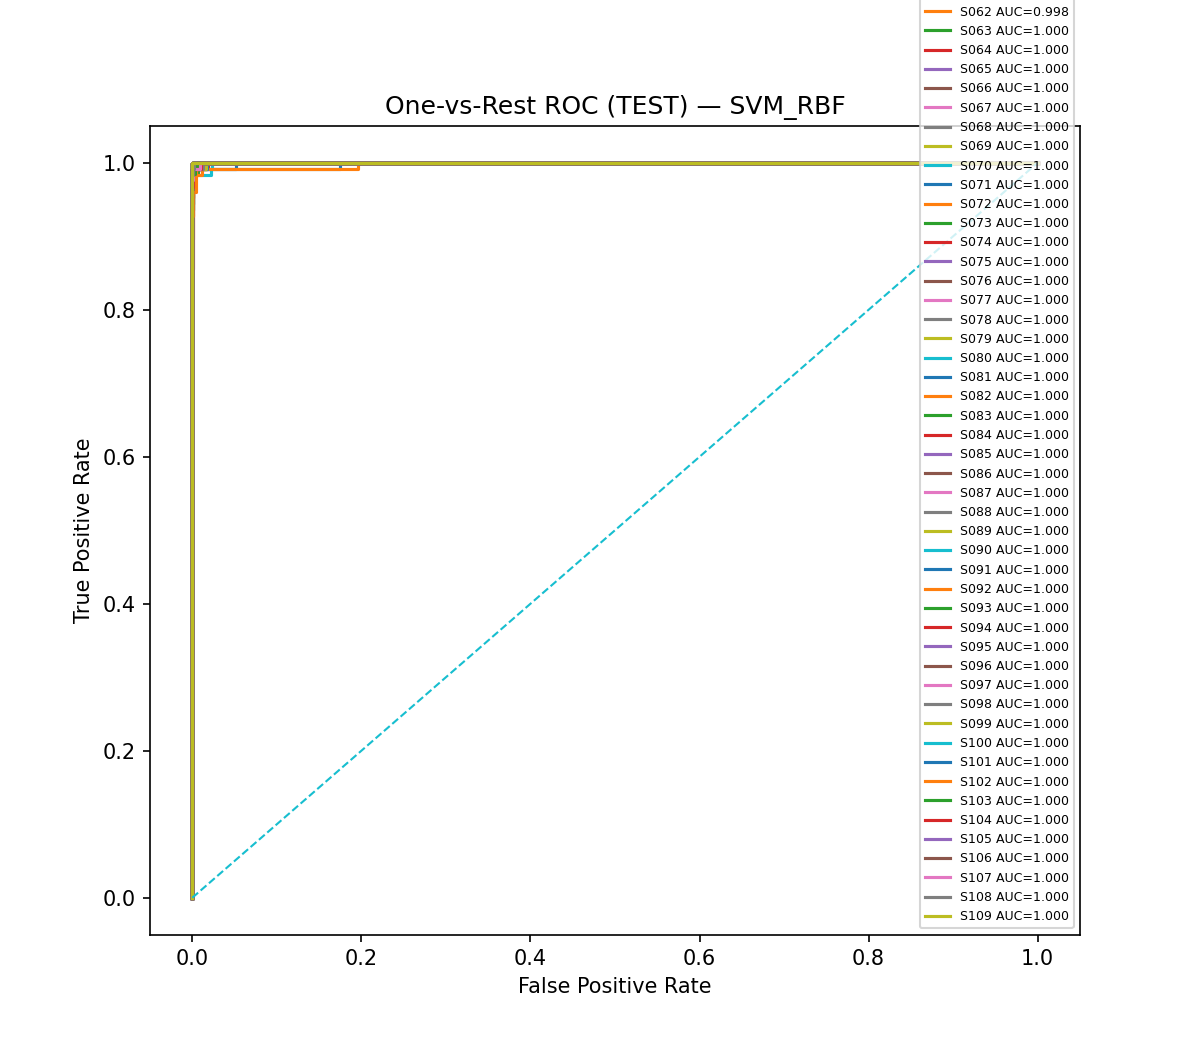 S062 AUC=0.998
S063 AUC=1.000
S064 AUC=1.000
S065 AUC=1.000
S066 AUC=1.000
S067 AUC=1.000
S068 AUC=1.000
S069 AUC=1.000
S070 AUC=1.000
S071 AUC=1.000
S072 AUC=1.000
S073 AUC=1.000
S074 AUC=1.000
S075 AUC=1.000
S076 AUC=1.000
S077 AUC=1.000
S078 AUC=1.000
S079 AUC=1.000
S080 AUC=1.000
S081 AUC=1.000
S082 AUC=1.000
S083 AUC=1.000
S084 AUC=1.000
S085 AUC=1.000
S086 AUC=1.000
S087 AUC=1.000
S088 AUC=1.000
S089 AUC=1.000
S090 AUC=1.000
S091 AUC=1.000
S092 AUC=1.000
S093 AUC=1.000
S094 AUC=1.000
S095 AUC=1.000
S096 AUC=1.000
S097 AUC=1.000
S098 AUC=1.000
S099 AUC=1.000
S100 AUC=1.000
S101 AUC=1.000
S102 AUC=1.000
S103 AUC=1.000
S104 AUC=1.000
S105 AUC=1.000
S106 AUC=1.000
S107 AUC=1.000
S108 AUC=1.000
S109 AUC=1.000
One-vs-Rest ROC (TEST) — SVM_RBF
True Positive Rate
1.0
0.8
0.6
0.4
0.2
0.0
0.0 0.2 0.4 0.6 0.8 1.0
False Positive Rate